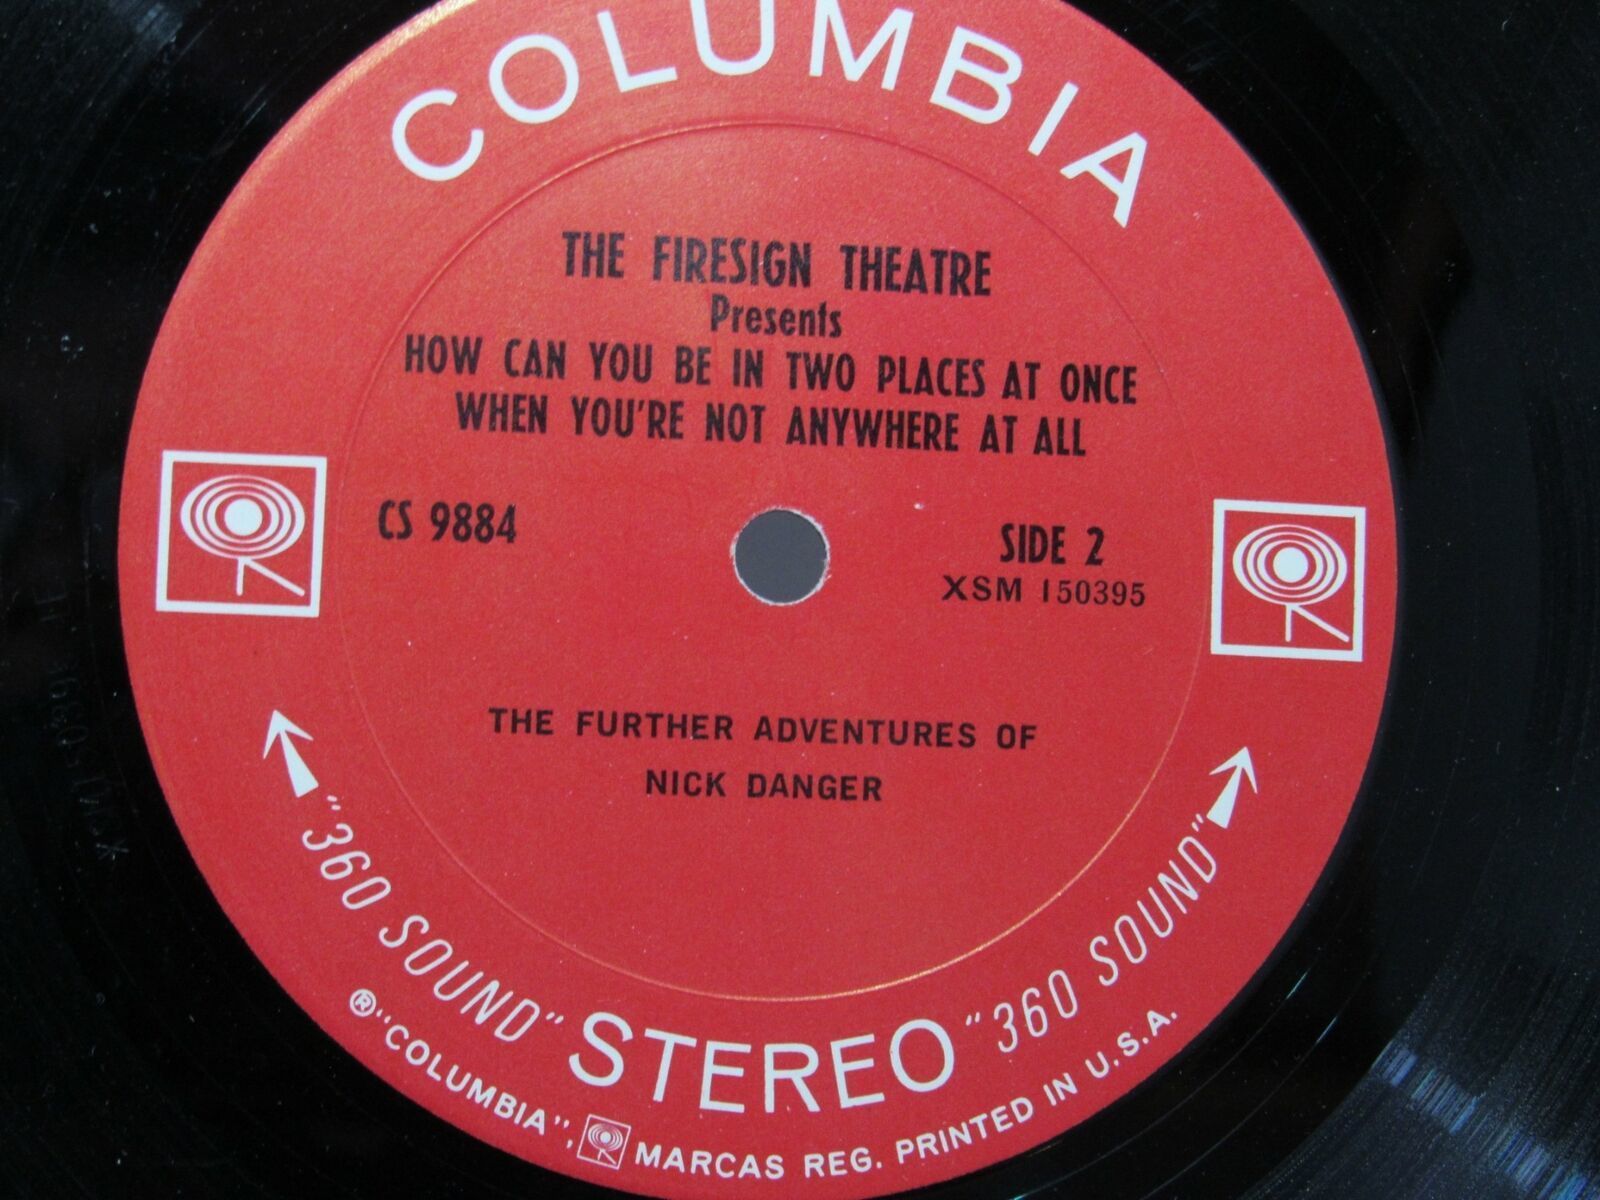 COLUMBIA
THE FIRESIGN THEATRE
Presents
HOW CAN YOU BE IN TWO PLACES AT ONCE
WHEN YOU'RE NOT ANYWHERE AT ALL
CS 9884
SIDE 2
XSM 150395
THE FURTHER ADVENTURES OF
NICK DANGER
"360 SOUND" STEREO "360 SOUND"
® "COLUMBIA", MARCAS REG. PRINTED IN U.S.A.